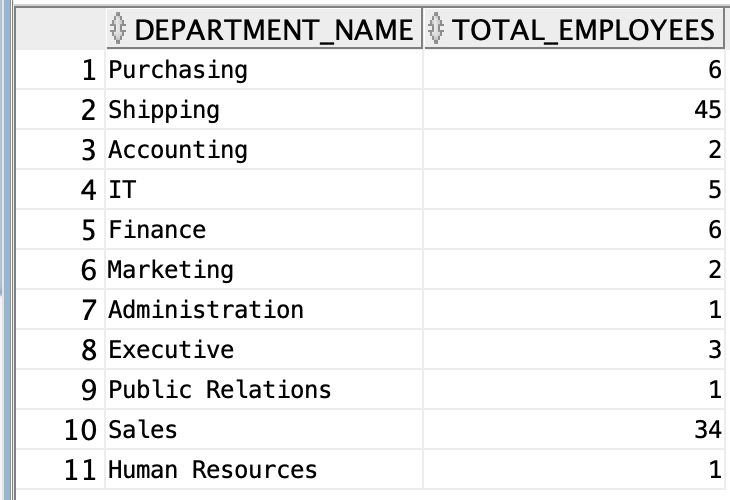 DEPARTMENT_NAME TOTAL_EMPLOYEES
1 Purchasing 6
2 Shipping 45
3 Accounting 2
4 IT 5
5 Finance 6
6 Marketing 2
7 Administration 1
8 Executive 3
9 Public Relations 1
10 Sales 34
11 Human Resources 1